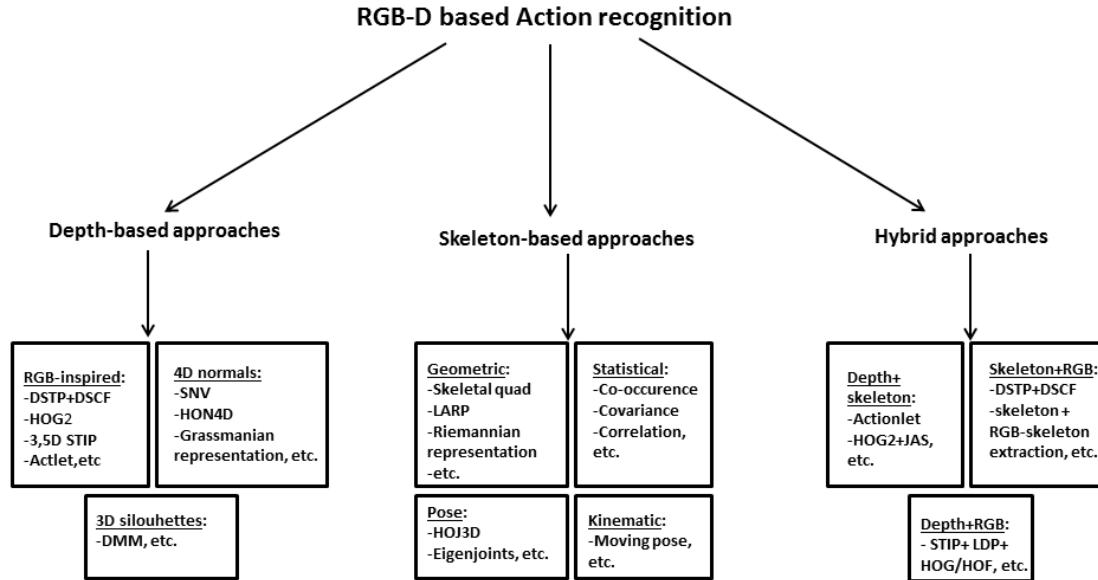 RGB-D based Action recognition
Depth-based approaches
Skeleton-based approaches
Hybrid approaches
RGB-inspired:
-DSTP+DSCF
-HOG2
-3,5D STIP
-Actlet,etc
4D normals:
-SNV
-HON4D
-Grassmanian
representation, etc.
3D silouhettes:
-DMM, etc.
Geometric:
-Skeletal quad
-LARP
-Riemannian
representation
-etc.
Statistical:
-Co-occurence
-Covariance
-Correlation,
etc.
Pose:
-HOJ3D
-Eigenjoints, etc.
Kinematic:
-Moving pose,
etc.
Depth+
skeleton:
-Actionlet
-HOG2+JAS,
etc.
Skeleton+RGB:
-DSTP+DSCF
-skeleton +
RGB-skeleton
extraction, etc.
Depth+RGB:
- STIP+ LDP+
HOG/HOF, etc.